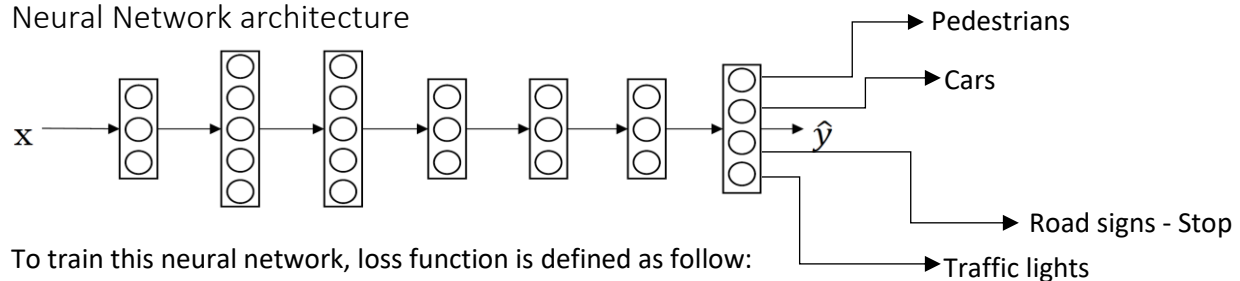 Neural Network architecture
Pedestrians
Cars
x
ŷ
Road signs - Stop
To train this neural network, loss function is defined as follow:
Traffic lights